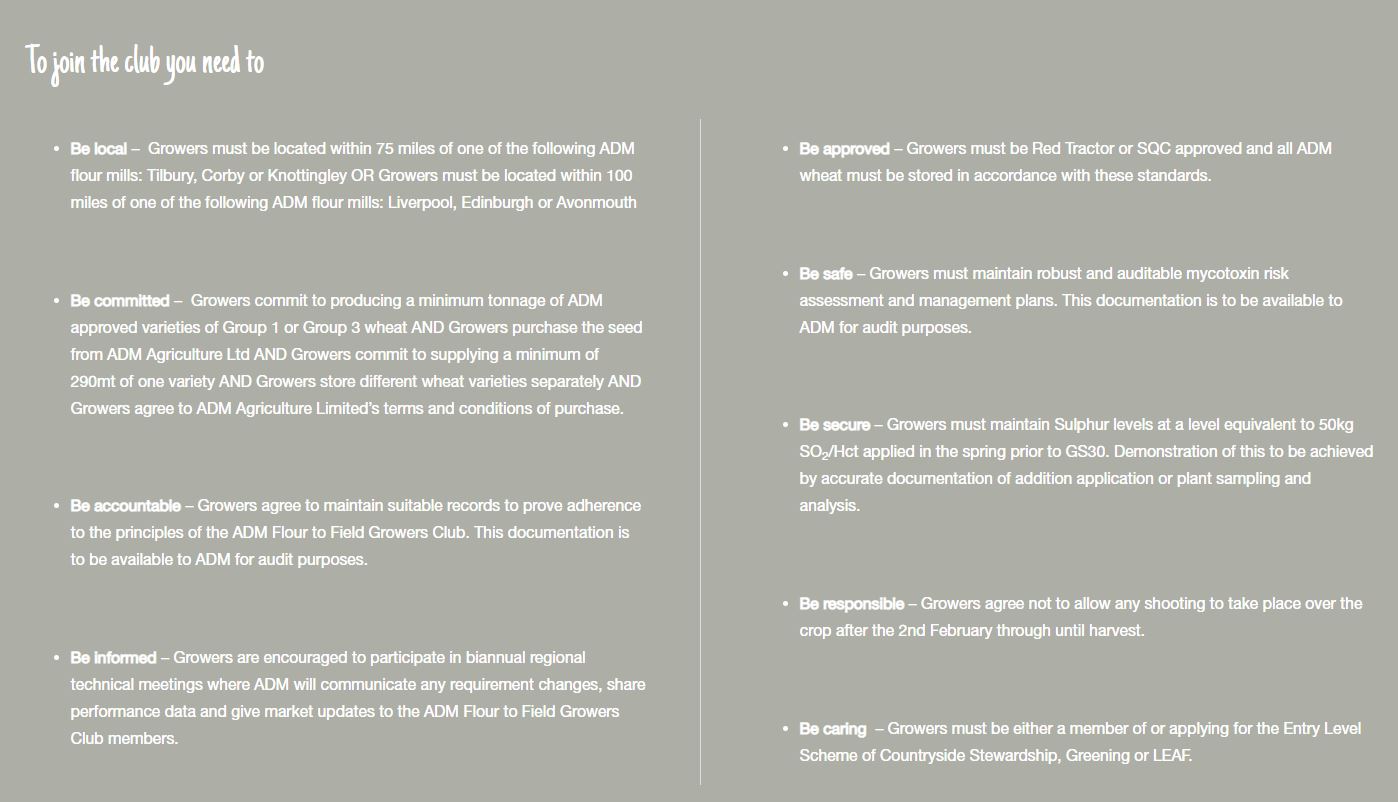 To join the club you need to
• Be local –  Growers must be located within 75 miles of one of the following ADM
flour mills: Tilbury, Corby or Knottingley OR Growers must be located within 100
miles of one of the following ADM flour mills: Liverpool, Edinburgh or Avonmouth
• Be committed –  Growers commit to producing a minimum tonnage of ADM
approved varieties of Group 1 or Group 3 wheat AND Growers purchase the seed
from ADM Agriculture Ltd AND Growers commit to supplying a minimum of
290mt of one variety AND Growers store different wheat varieties separately AND
Growers agree to ADM Agriculture Limited’s terms and conditions of purchase.
• Be accountable – Growers agree to maintain suitable records to prove adherence
to the principles of the ADM Flour to Field Growers Club. This documentation is
to be available to ADM for audit purposes.
• Be informed – Growers are encouraged to participate in biannual regional
technical meetings where ADM will communicate any requirement changes, share
performance data and give market updates to the ADM Flour to Field Growers
Club members.
• Be approved – Growers must be Red Tractor or SQC approved and all ADM
wheat must be stored in accordance with these standards.
• Be safe – Growers must maintain robust and auditable mycotoxin risk
assessment and management plans. This documentation is to be available to
ADM for audit purposes.
• Be secure – Growers must maintain Sulphur levels at a level equivalent to 50kg
SO₂/Hct applied in the spring prior to GS30. Demonstration of this to be achieved
by accurate documentation of addition application or plant sampling and
analysis.
• Be responsible – Growers agree not to allow any shooting to take place over the
crop after the 2nd February through until harvest.
• Be caring  – Growers must be either a member of or applying for the Entry Level
Scheme of Countryside Stewardship, Greening or LEAF.